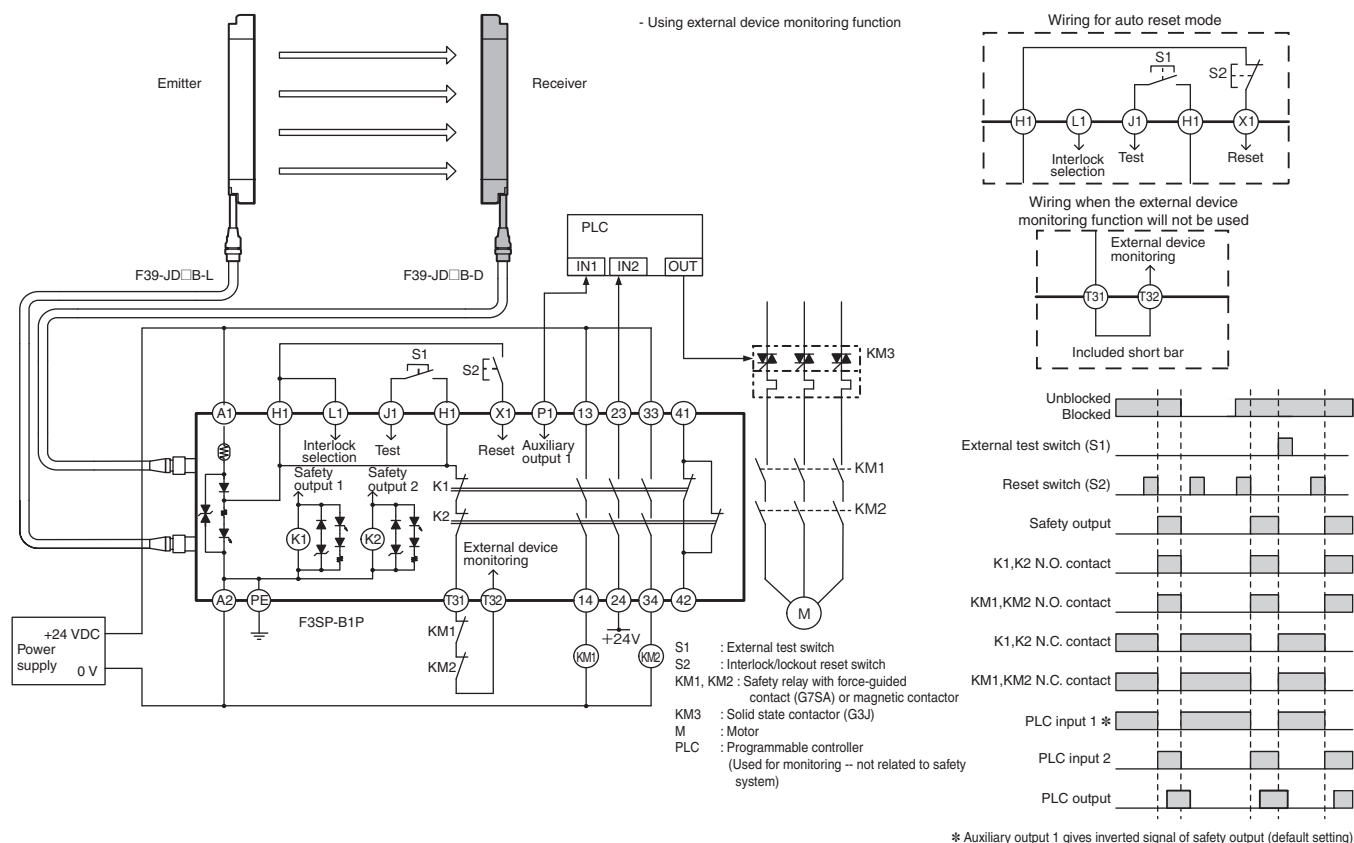 - Using external device monitoring function
Emitter
Receiver
F39-JD□B-L
F39-JD□B-D
PLC
IN1
IN2
OUT
KM3
S1
S2
A1
H1
L1
J1
H1
X1
P1
13
23
33
41
Interlock
selection
Test
Reset
Auxiliary
output 1
Safety
output 1
Safety
output 2
K1
K2
K1
K2
External device
monitoring
A2
PE
T31
T32
14
24
34
42
F3SP-B1P
KM1
KM2
KM1
+24V
KM2
KM1
KM2
M
+24 VDC
Power
supply
0 V
S1 : External test switch
S2 : Interlock/lockout reset switch
KM1, KM2 : Safety relay with force-guided
contact (G7SA) or magnetic contactor
KM3 : Solid state contactor (G3J)
M : Motor
PLC : Programmable controller
(Used for monitoring -- not related to safety
system)
Wiring for auto reset mode
S1
S2
H1
L1
J1
H1
X1
Interlock
selection
Test
Reset
Wiring when the external device
monitoring function will not be used
External device
monitoring
T31
T32
Included short bar
Unblocked
Blocked
External test switch (S1)
Reset switch (S2)
Safety output
K1,K2 N.O. contact
KM1,KM2 N.O. contact
K1,K2 N.C. contact
KM1,KM2 N.C. contact
PLC input 1 ✻
PLC input 2
PLC output
✻ Auxiliary output 1 gives inverted signal of safety output (default setting)